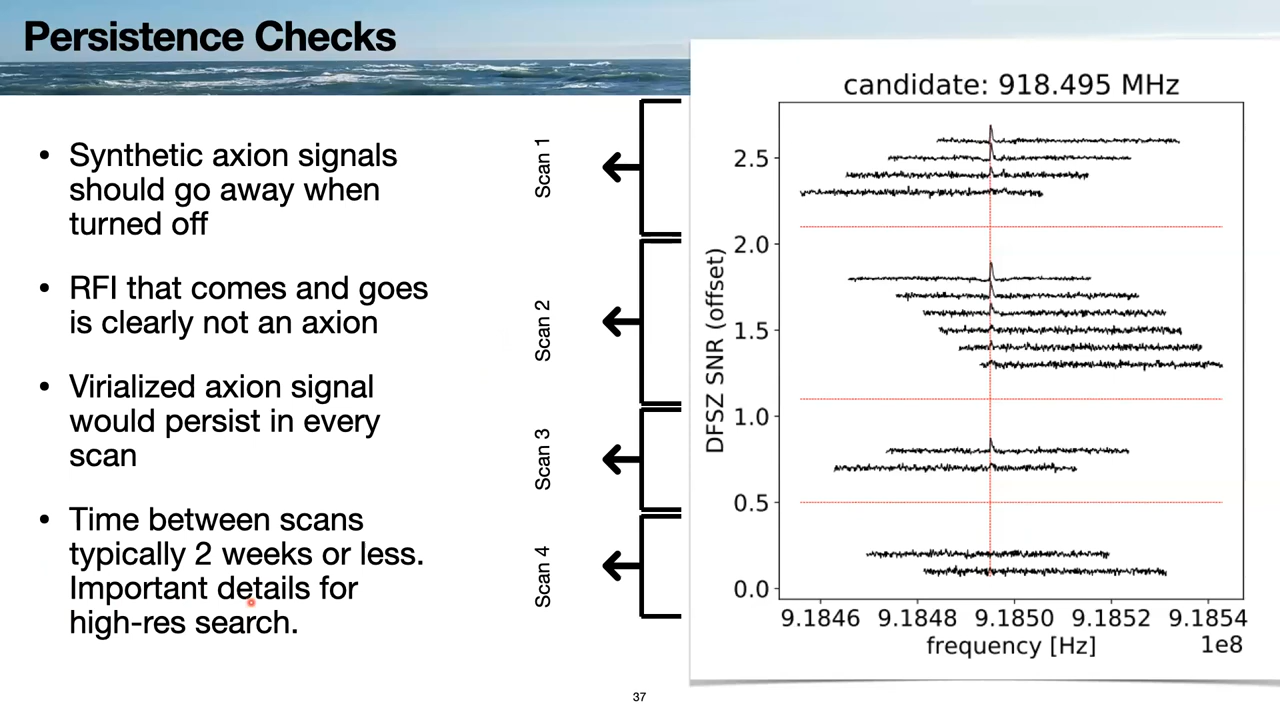 Persistence Checks
• Synthetic axion signals
should go away when
turned off
• RFI that comes and goes
is clearly not an axion
• Virialized axion signal
would persist in every
scan
• Time between scans
typically 2 weeks or less.
Important details for
high-res search.
Scan 1
Scan 2
Scan 3
Scan 4
candidate: 918.495 MHz
DFSZ SNR (offset)
2.5
2.0
1.5
1.0
0.5
0.0
9.1846 9.1848 9.1850 9.1852 9.1854
1e8
frequency [Hz]
37